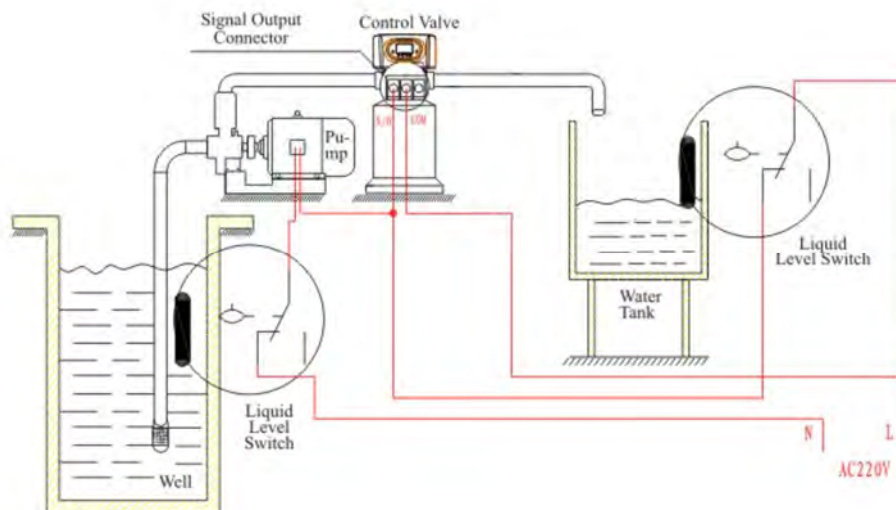 Signal Output
Connector
Control Valve
COM
Pu-
mp
Liquid
Level Switch
Water
Tank
Liquid
Level
Switch
Well
N
L
AC220V